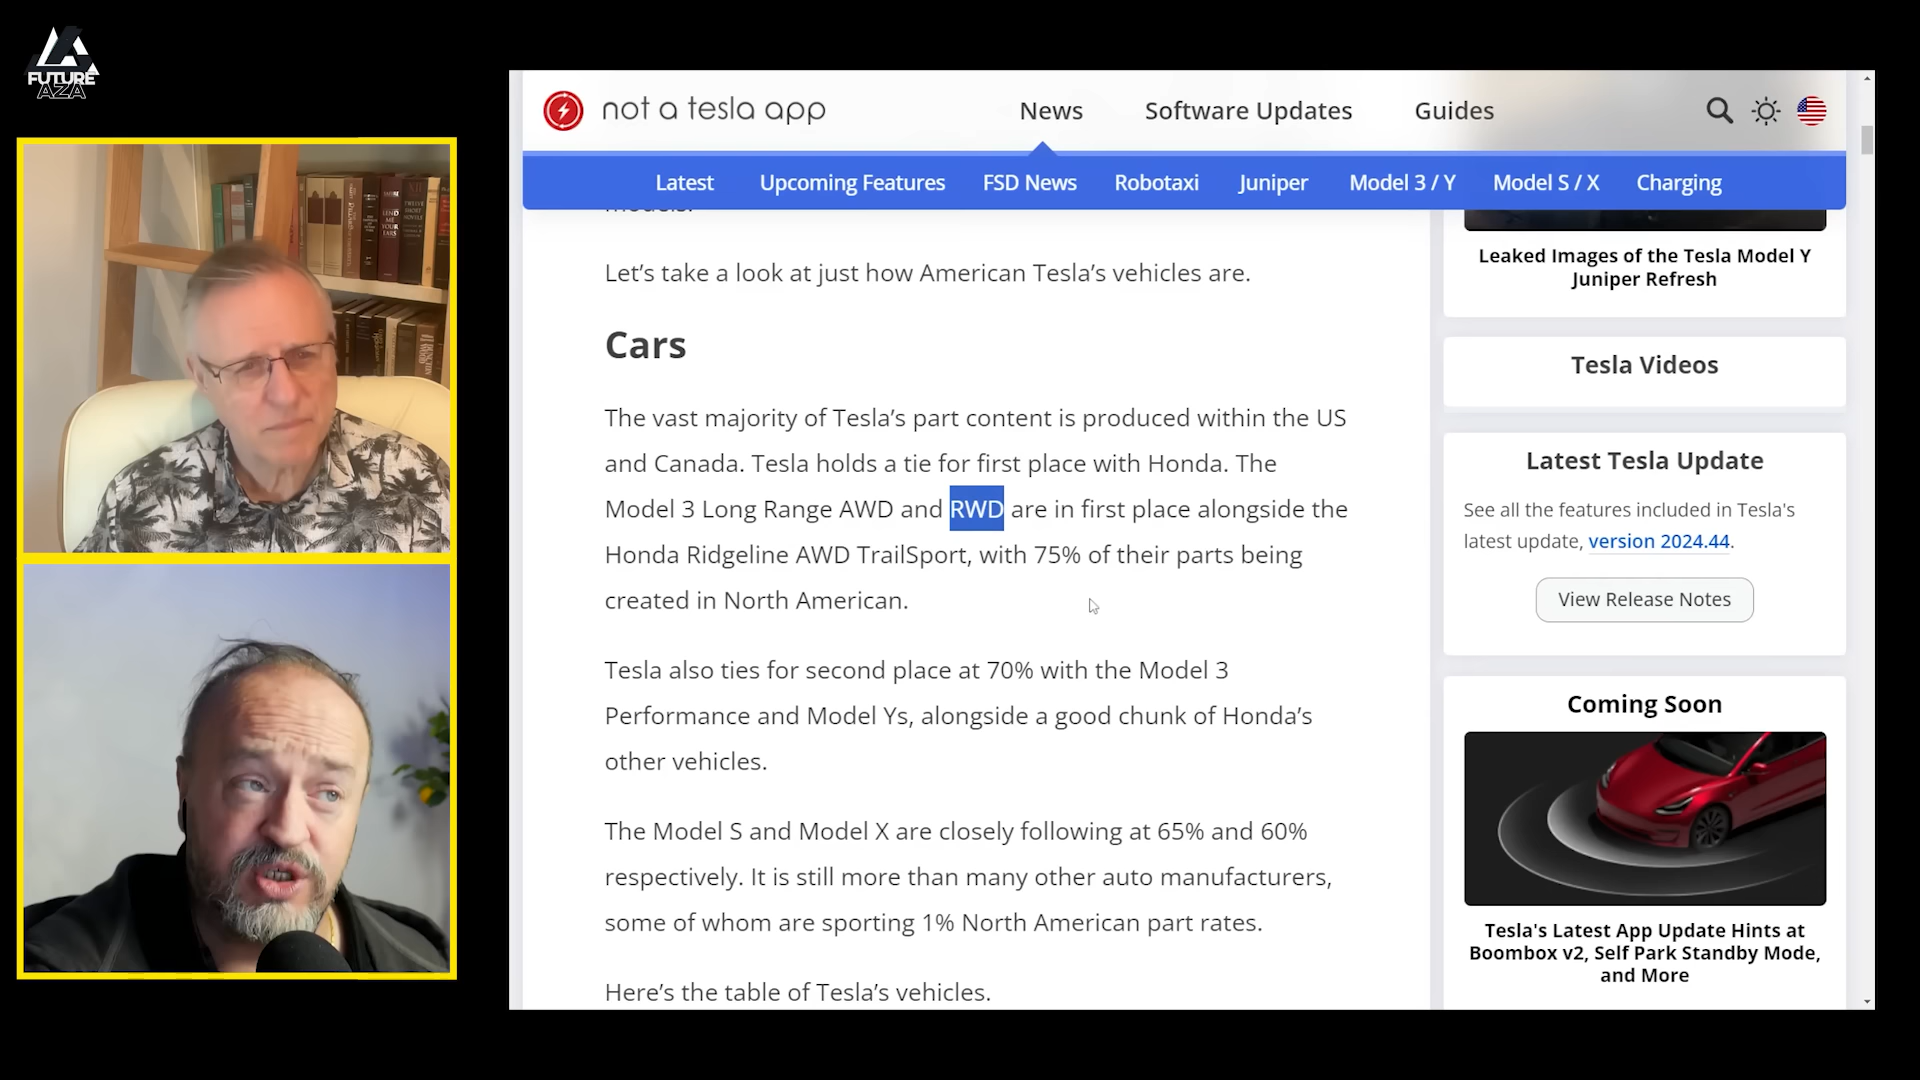 FUTURE
AZA
LEND
ME YOUR
EARS
not a tesla app
News
Software Updates
Guides
Latest
Upcoming Features
FSD News
Robotaxi
Juniper
Model 3 / Y
Model S / X
Charging
models.
Let’s take a look at just how American Tesla’s vehicles are.
Cars
The vast majority of Tesla’s part content is produced within the US
and Canada. Tesla holds a tie for first place with Honda. The
Model 3 Long Range AWD and RWD are in first place alongside the
Honda Ridgeline AWD TrailSport, with 75% of their parts being
created in North American.
Tesla also ties for second place at 70% with the Model 3
Performance and Model Ys, alongside a good chunk of Honda’s
other vehicles.
The Model S and Model X are closely following at 65% and 60%
respectively. It is still more than many other auto manufacturers,
some of whom are sporting 1% North American part rates.
Here’s the table of Tesla’s vehicles.
Leaked Images of the Tesla Model Y
Juniper Refresh
Tesla Videos
Latest Tesla Update
See all the features included in Tesla's
latest update, version 2024.44.
View Release Notes
Coming Soon
Tesla's Latest App Update Hints at
Boombox v2, Self Park Standby Mode,
and More